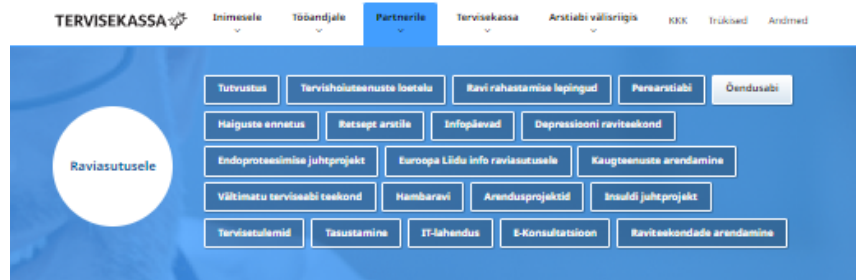 TERVISEKASSA Inimesele Tööandjale Partnerile Tervisekassa Arstiabi välisriigis KKK Trükised Andmed
Tutvustus Tervishoiuteenuste loetelu Ravi rahastamise lepingud Perearstiabi Õendusabi
Haiguste ennetus Retsept arstile Infopäevad Depressiooni raviteekond
Raviasutusele
Endoproteesimise juhtprojekt Euroopa Liidu info raviasutusele Kaugteenuste arendamine
Vältimatu terviseabi teekond Hambaravi Arendusprojektid Insuldi juhtprojekt
Tervisetulemid Tasustamine IT-lahendus E-Konsultatsioon Raviteekondade arendamine